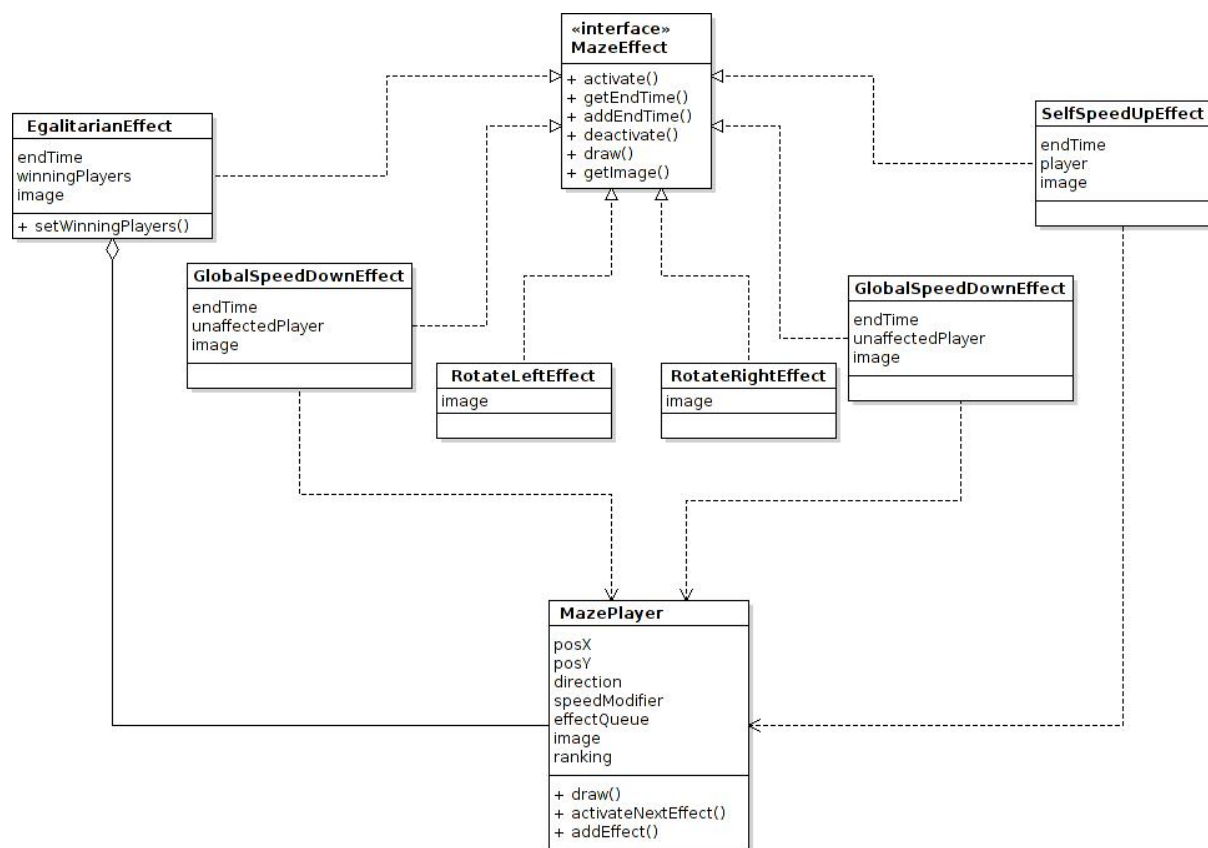 «interface»
MazeEffect
+ activate()
+ getEndTime()
+ addEndTime()
+ deactivate()
+ draw()
+ getImage()
EgalitarianEffect
endTime
winningPlayers
image
+ setWinningPlayers()
SelfSpeedUpEffect
endTime
player
image
GlobalSpeedDownEffect
endTime
unaffectedPlayer
image
GlobalSpeedDownEffect
endTime
unaffectedPlayer
image
RotateLeftEffect
image
RotateRightEffect
image
MazePlayer
posX
posY
direction
speedModifier
effectQueue
image
ranking
+ draw()
+ activateNextEffect()
+ addEffect()